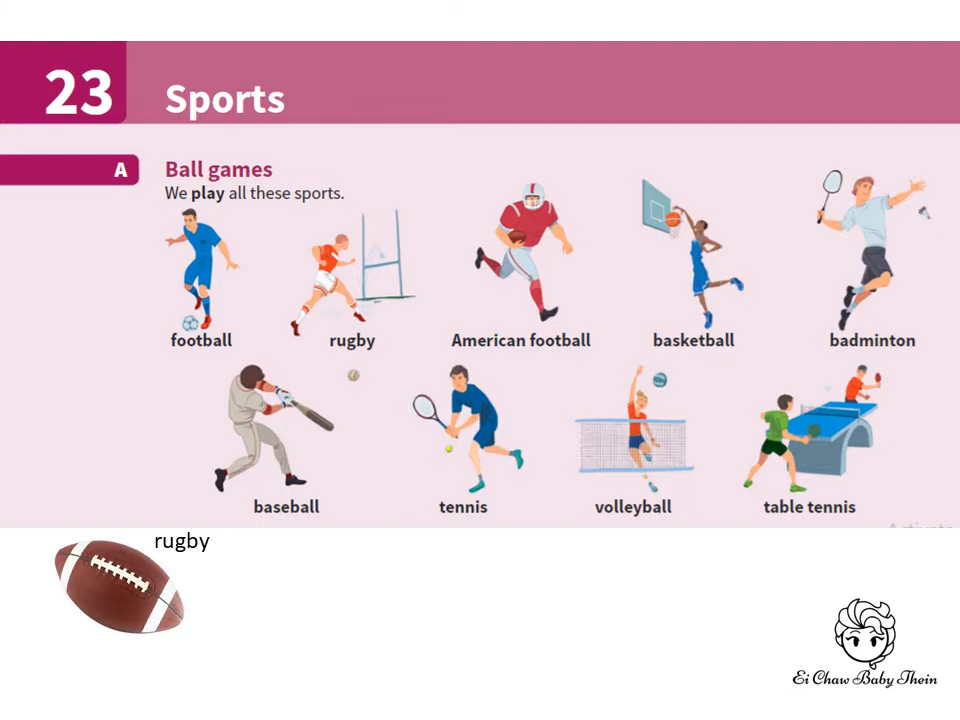 23 Sports
A Ball games
We play all these sports.
football rugby American football basketball badminton
baseball tennis volleyball table tennis
rugby
Ei Chaw Baby Thein